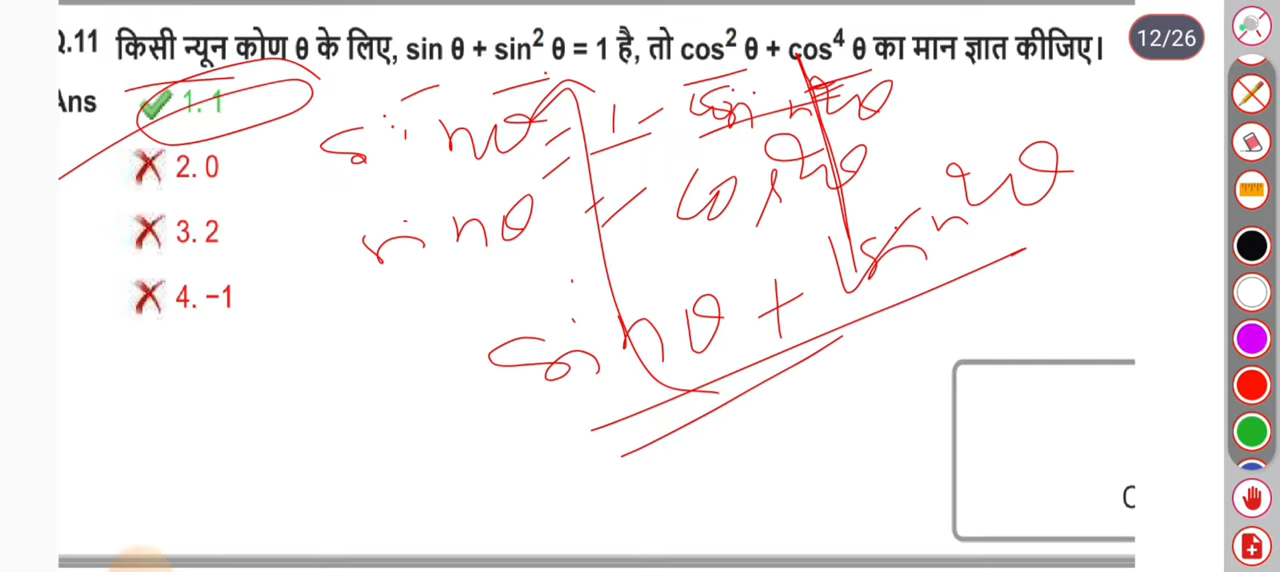 .11 किसी न्यून कोण θ के लिए, sin θ + sin² θ = 1 है, तो cos² θ + cos⁴ θ का मान ज्ञात कीजिए।
12/26
Ans
1. 1
2. 0
3. 2
4. −1
sin θ = 1 − sin²θ
sin θ = cos²θ
sin θ + sin²θ
C